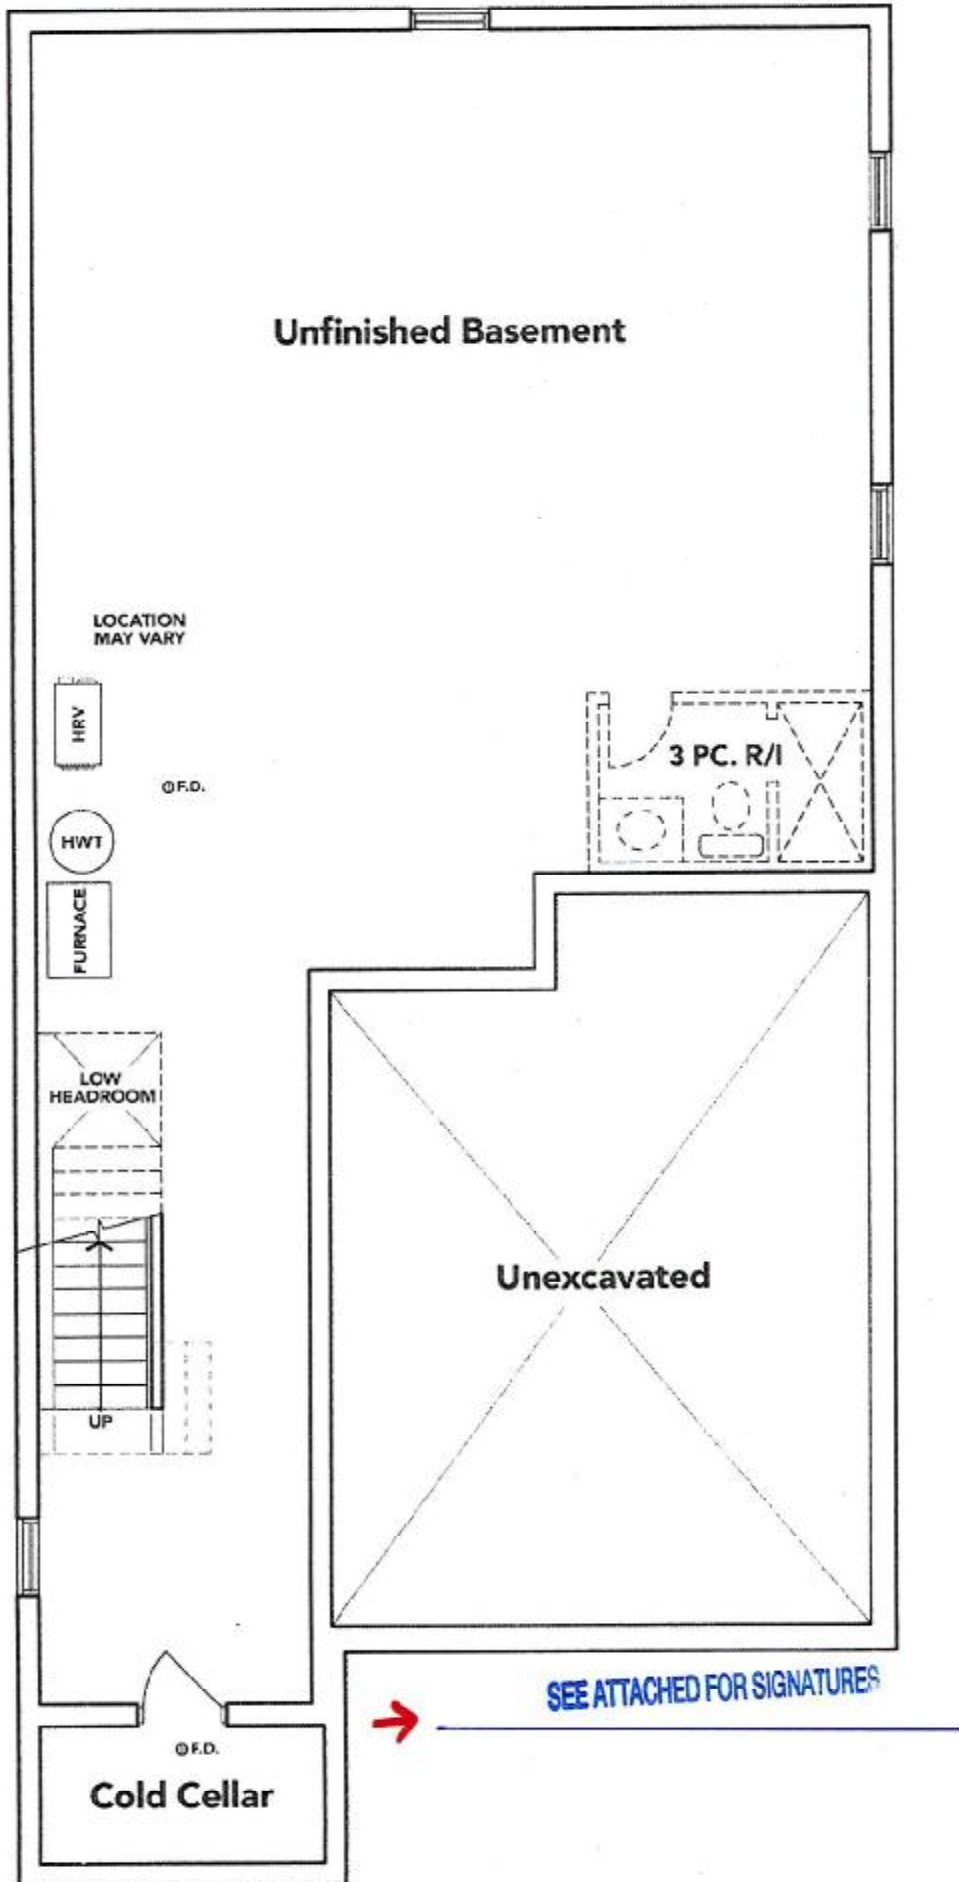 Unfinished Basement
LOCATION
MAY VARY
HRV
3 PC. R/I
F.D.
HWT
FURNACE
LOW
HEADROOM
Unexcavated
UP
SEE ATTACHED FOR SIGNATURES
F.D.
Cold Cellar